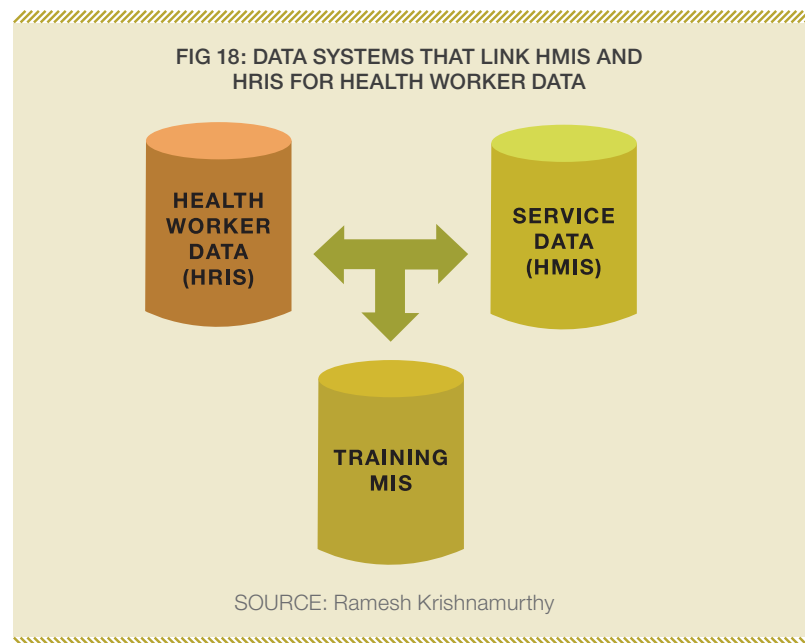 FIG 18: DATA SYSTEMS THAT LINK HMIS AND
HRIS FOR HEALTH WORKER DATA
HEALTH
WORKER
DATA
(HRIS)
SERVICE
DATA
(HMIS)
TRAINING
MIS
SOURCE: Ramesh Krishnamurthy